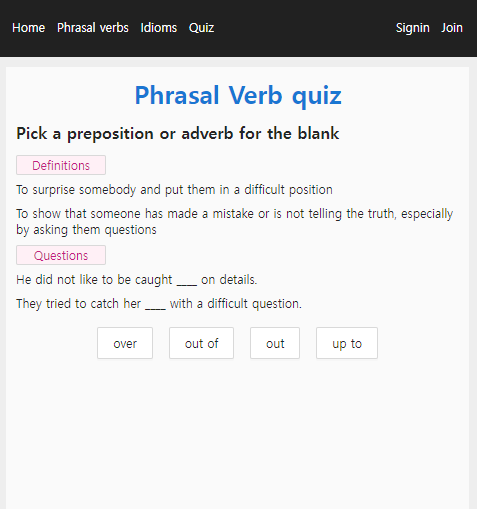 Home Phrasal verbs Idioms Quiz Signin Join
Phrasal Verb quiz
Pick a preposition or adverb for the blank
Definitions
To surprise somebody and put them in a difficult position
To show that someone has made a mistake or is not telling the truth, especially
by asking them questions
Questions
He did not like to be caught ____ on details.
They tried to catch her ____ with a difficult question.
over out of out up to